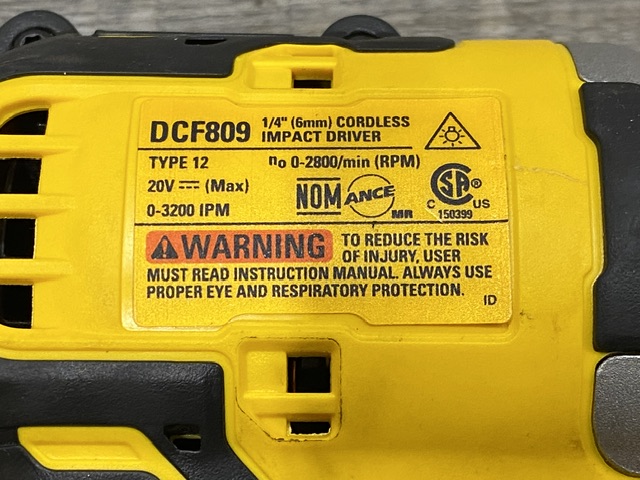 DCF809 1/4" (6mm) CORDLESS
IMPACT DRIVER
TYPE 12 no 0-2800/min (RPM)
20V ⎓ (Max)
0-3200 IPM
NOM ANCE MR
CSA ®
C US
150399
⚠WARNING TO REDUCE THE RISK
OF INJURY, USER
MUST READ INSTRUCTION MANUAL. ALWAYS USE
PROPER EYE AND RESPIRATORY PROTECTION.
ID